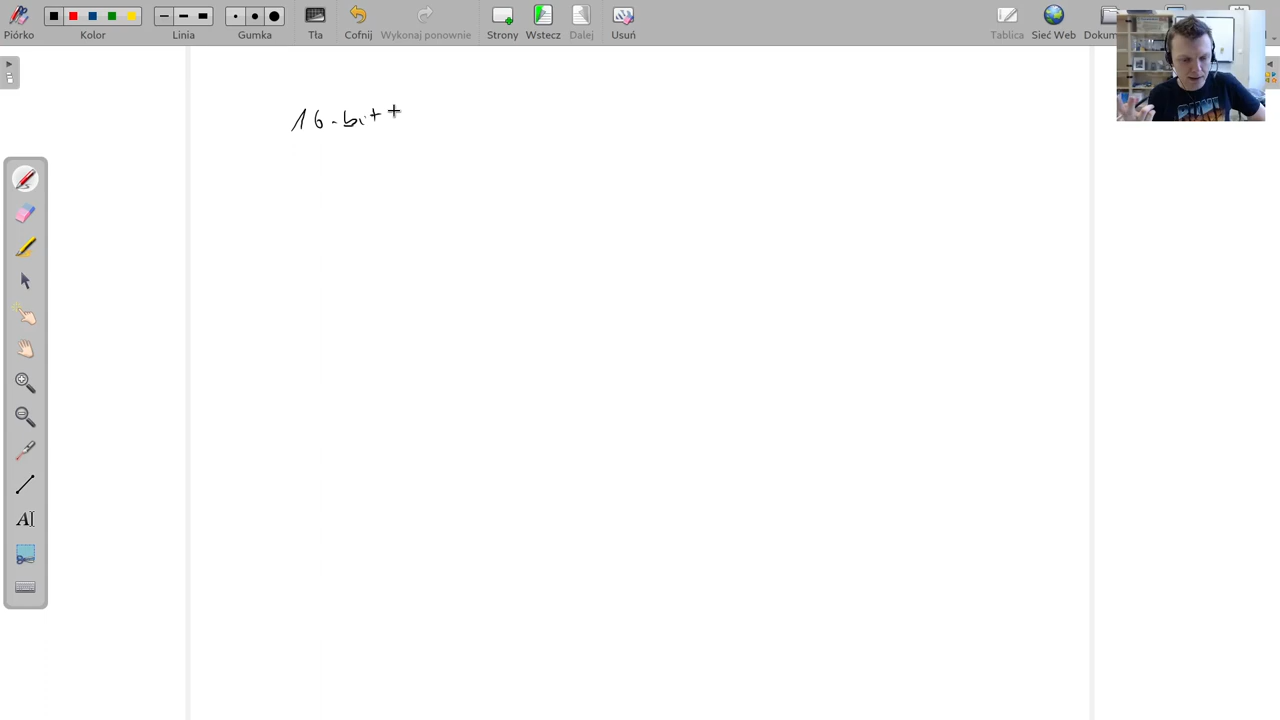 Piórko Kolor Linia Gumka Tła Cofnij Wykonaj ponownie Strony Wstecz Dalej Usuń Tablica Sieć Web
16-bit